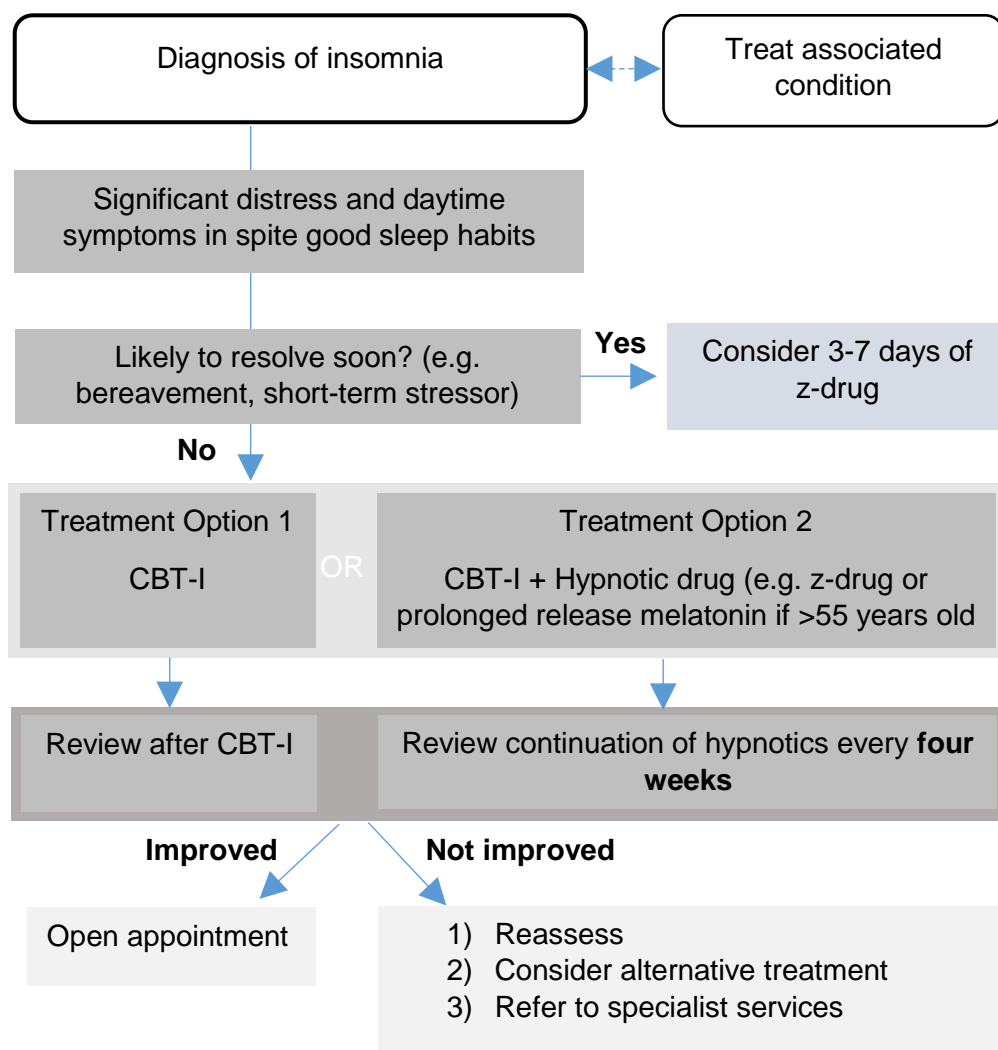 Diagnosis of insomnia
Treat associated
condition
Significant distress and daytime
symptoms in spite good sleep habits
Likely to resolve soon? (e.g.
bereavement, short-term stressor)
Yes
Consider 3-7 days of
z-drug
No
Treatment Option 1
CBT-I
OR
Treatment Option 2
CBT-I + Hypnotic drug (e.g. z-drug or
prolonged release melatonin if >55 years old
Review after CBT-I
Review continuation of hypnotics every four
weeks
Improved
Not improved
Open appointment
1) Reassess
2) Consider alternative treatment
3) Refer to specialist services